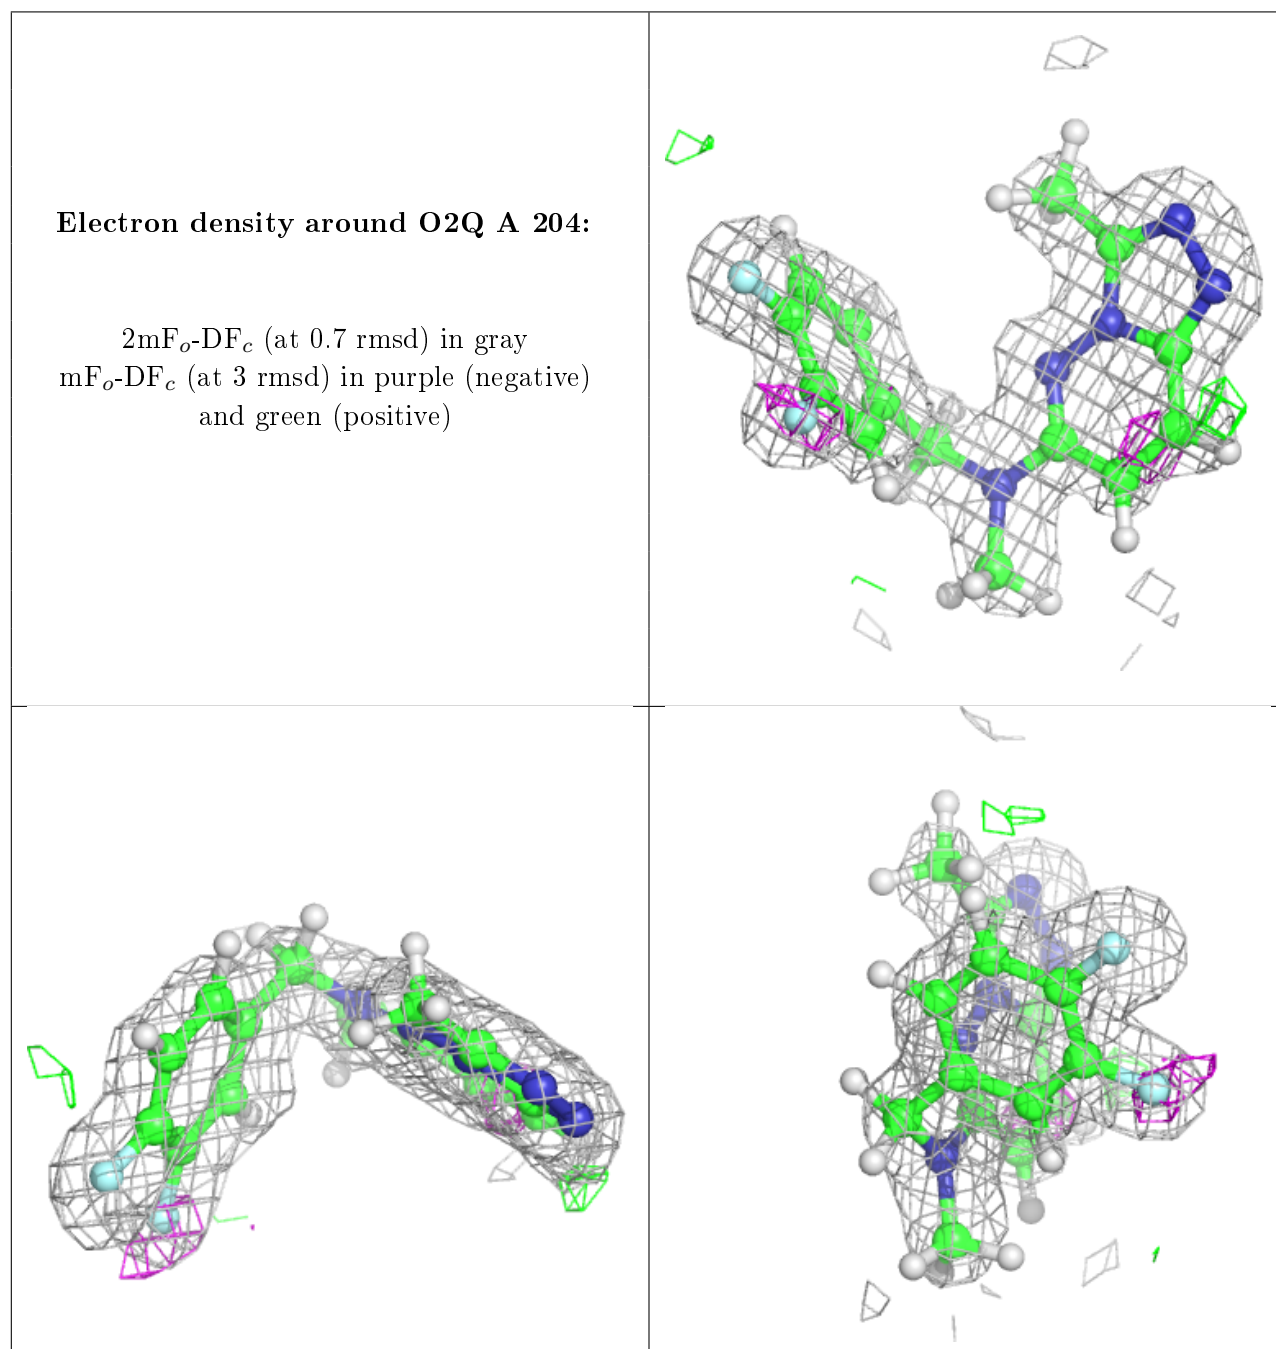 Electron density around O2Q A 204:
2mFo-DFc (at 0.7 rmsd) in gray
mFo-DFc (at 3 rmsd) in purple (negative)
and green (positive)